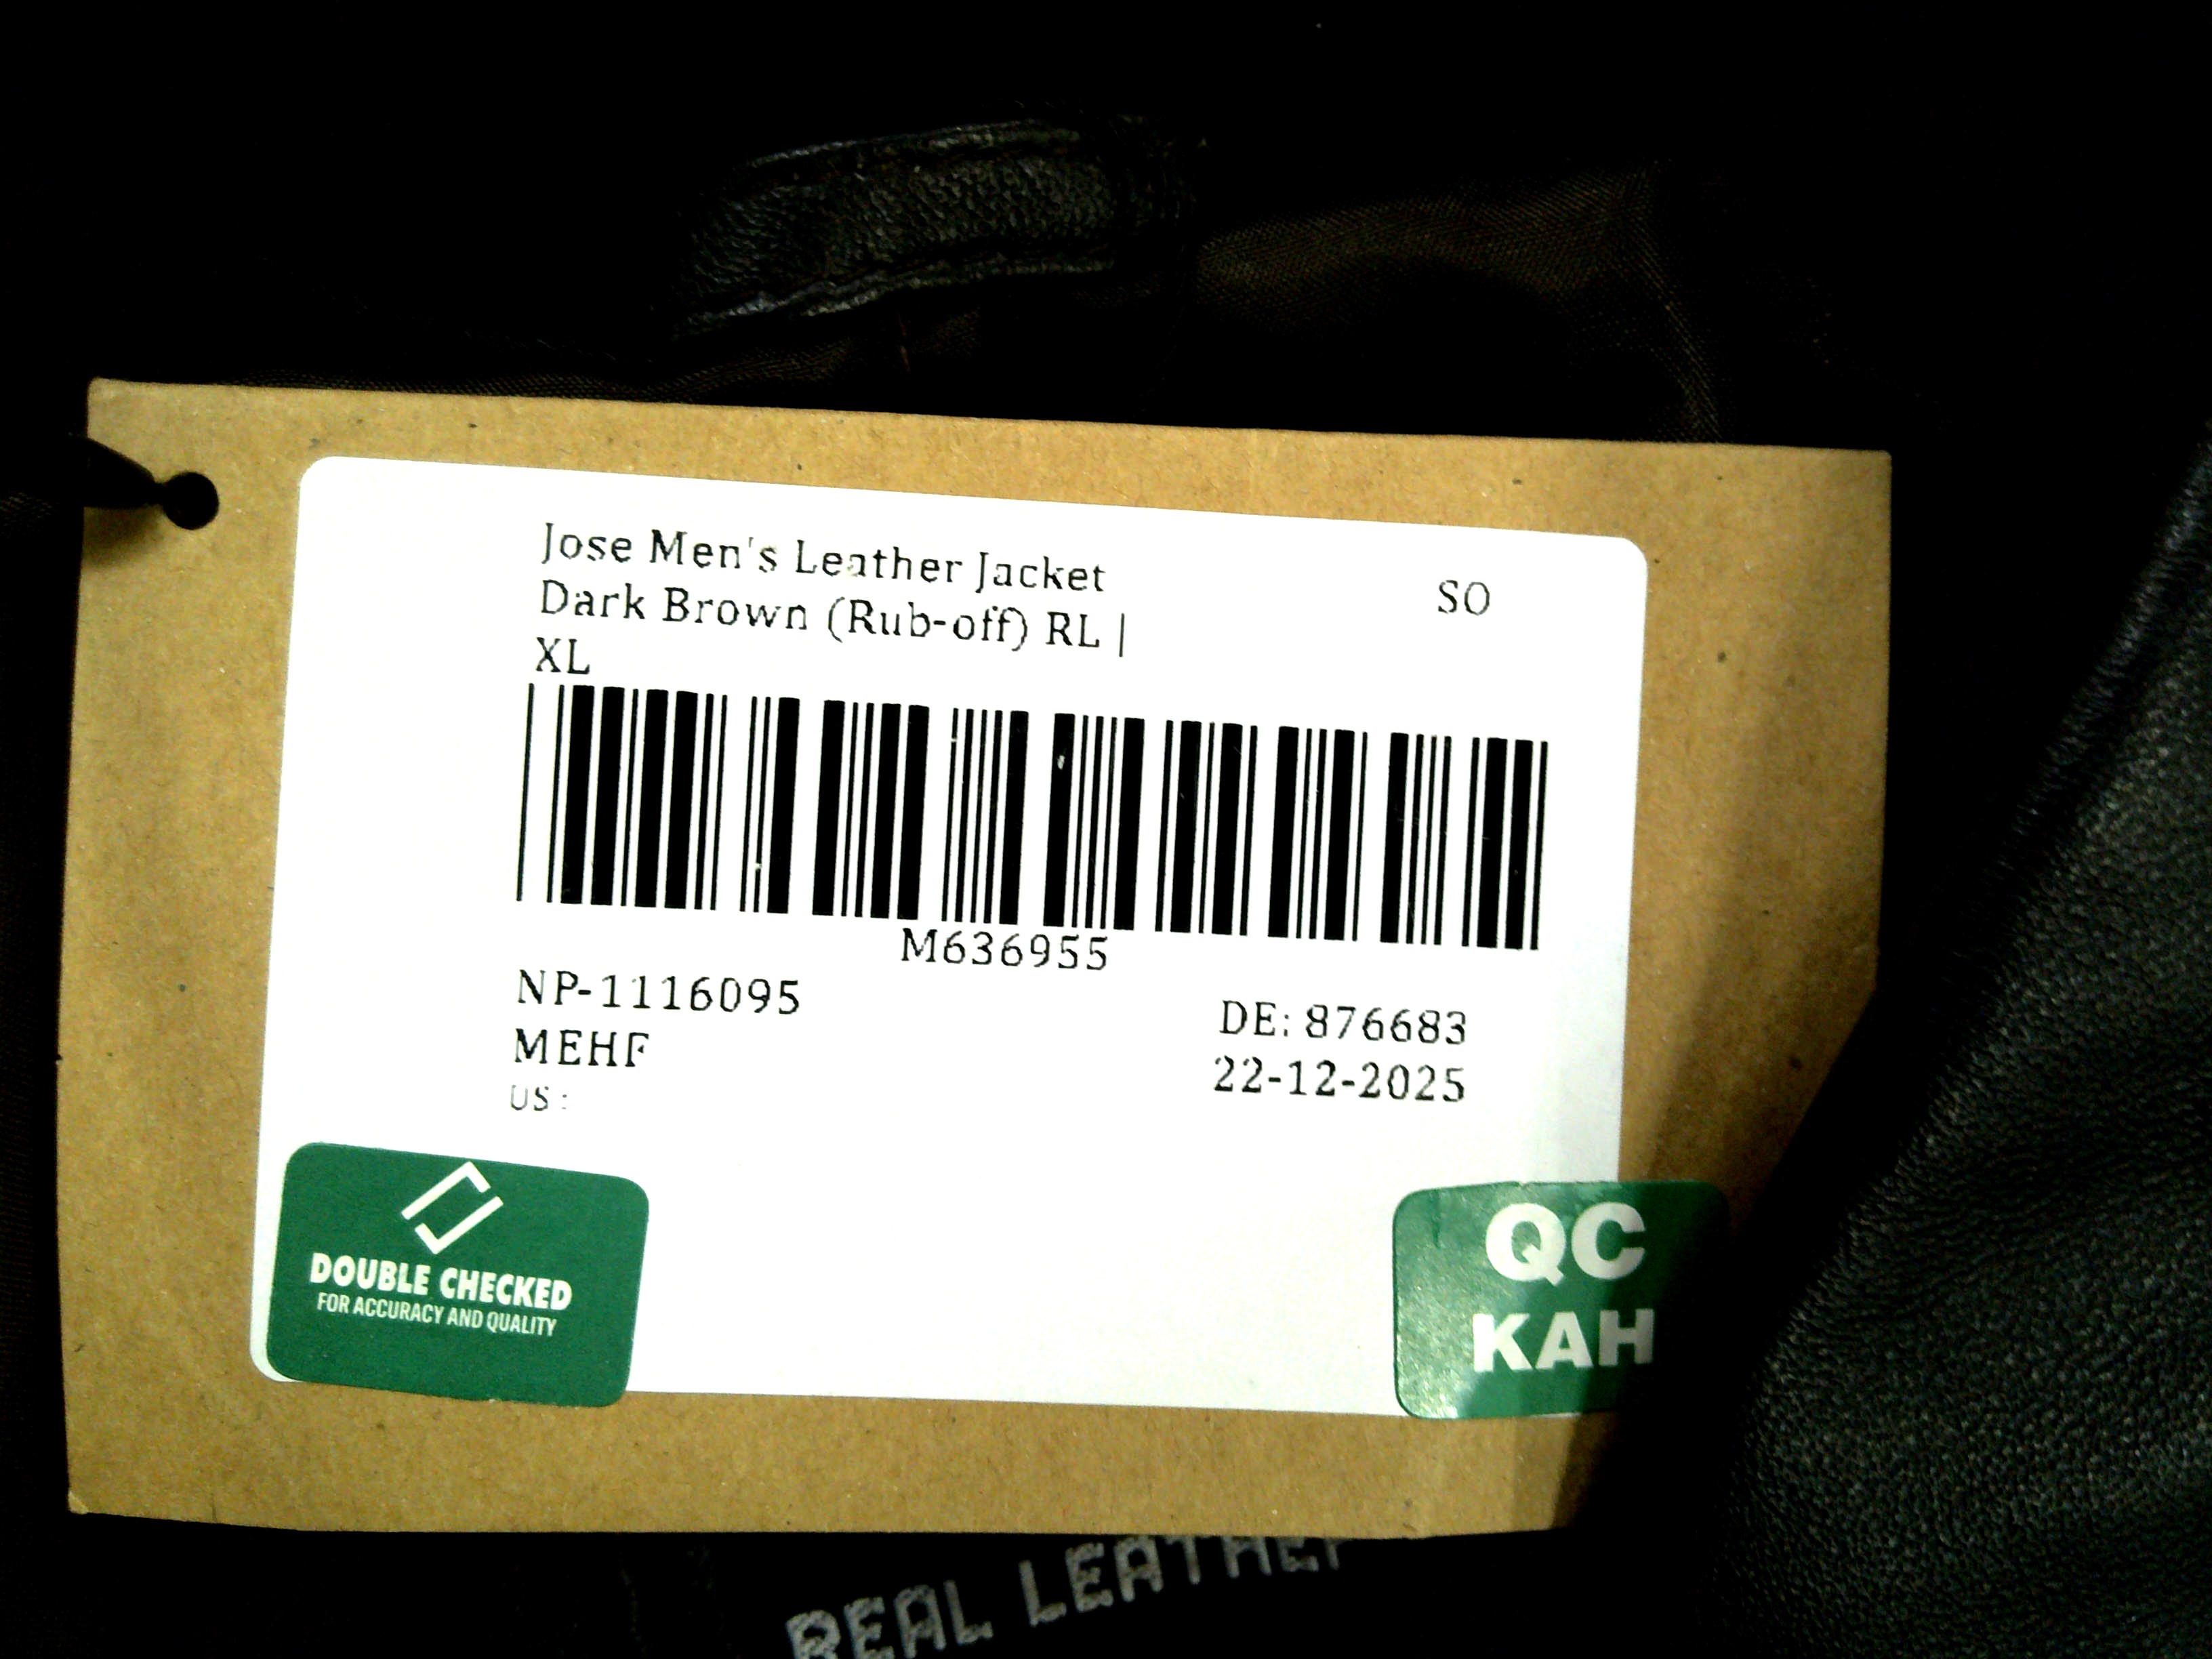 Jose Men's Leather Jacket
Dark Brown (Rub-off) RL |
XL
SO
M636955
NP-1116095
MEHF
US :
DE: 876683
22-12-2025
DOUBLE CHECKED
FOR ACCURACY AND QUALITY
QC
KAH
REAL LEATHER